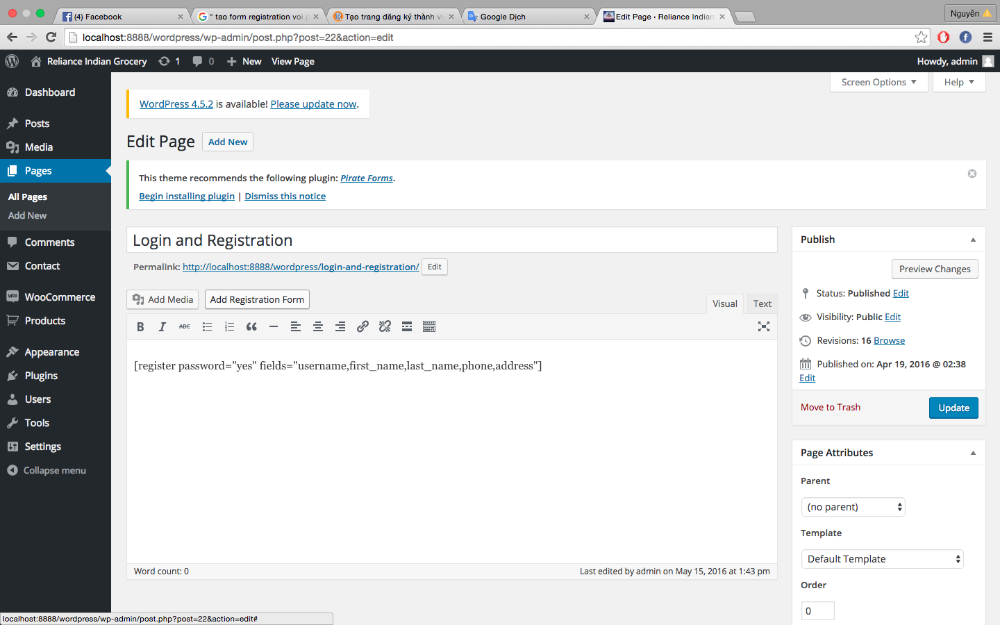 (4) Facebook
" tao form registration voi p
Tạo trang đăng ký thành vi
Google Dịch
Edit Page ‹ Reliance Indian
Nguyễn
localhost:8888/wordpress/wp-admin/post.php?post=22&action=edit
Reliance Indian Grocery
1
0
New
View Page
Howdy, admin
Dashboard
Posts
Media
Pages
All Pages
Add New
Comments
Contact
WooCommerce
Products
Appearance
Plugins
Users
Tools
Settings
Collapse menu
Screen Options
Help
WordPress 4.5.2 is available! Please update now.
Edit Page
Add New
This theme recommends the following plugin: Pirate Forms.
Begin installing plugin | Dismiss this notice
Login and Registration
Permalink: http://localhost:8888/wordpress/login-and-registration/
Edit
Add Media
Add Registration Form
Visual
Text
B I ABC
[register password="yes" fields="username,first_name,last_name,phone,address"]
Word count: 0
Last edited by admin on May 15, 2016 at 1:43 pm
Publish
Preview Changes
Status: Published Edit
Visibility: Public Edit
Revisions: 16 Browse
Published on: Apr 19, 2016 @ 02:38
Edit
Move to Trash
Update
Page Attributes
Parent
(no parent)
Template
Default Template
Order
0
localhost:8888/wordpress/wp-admin/post.php?post=22&action=edit#